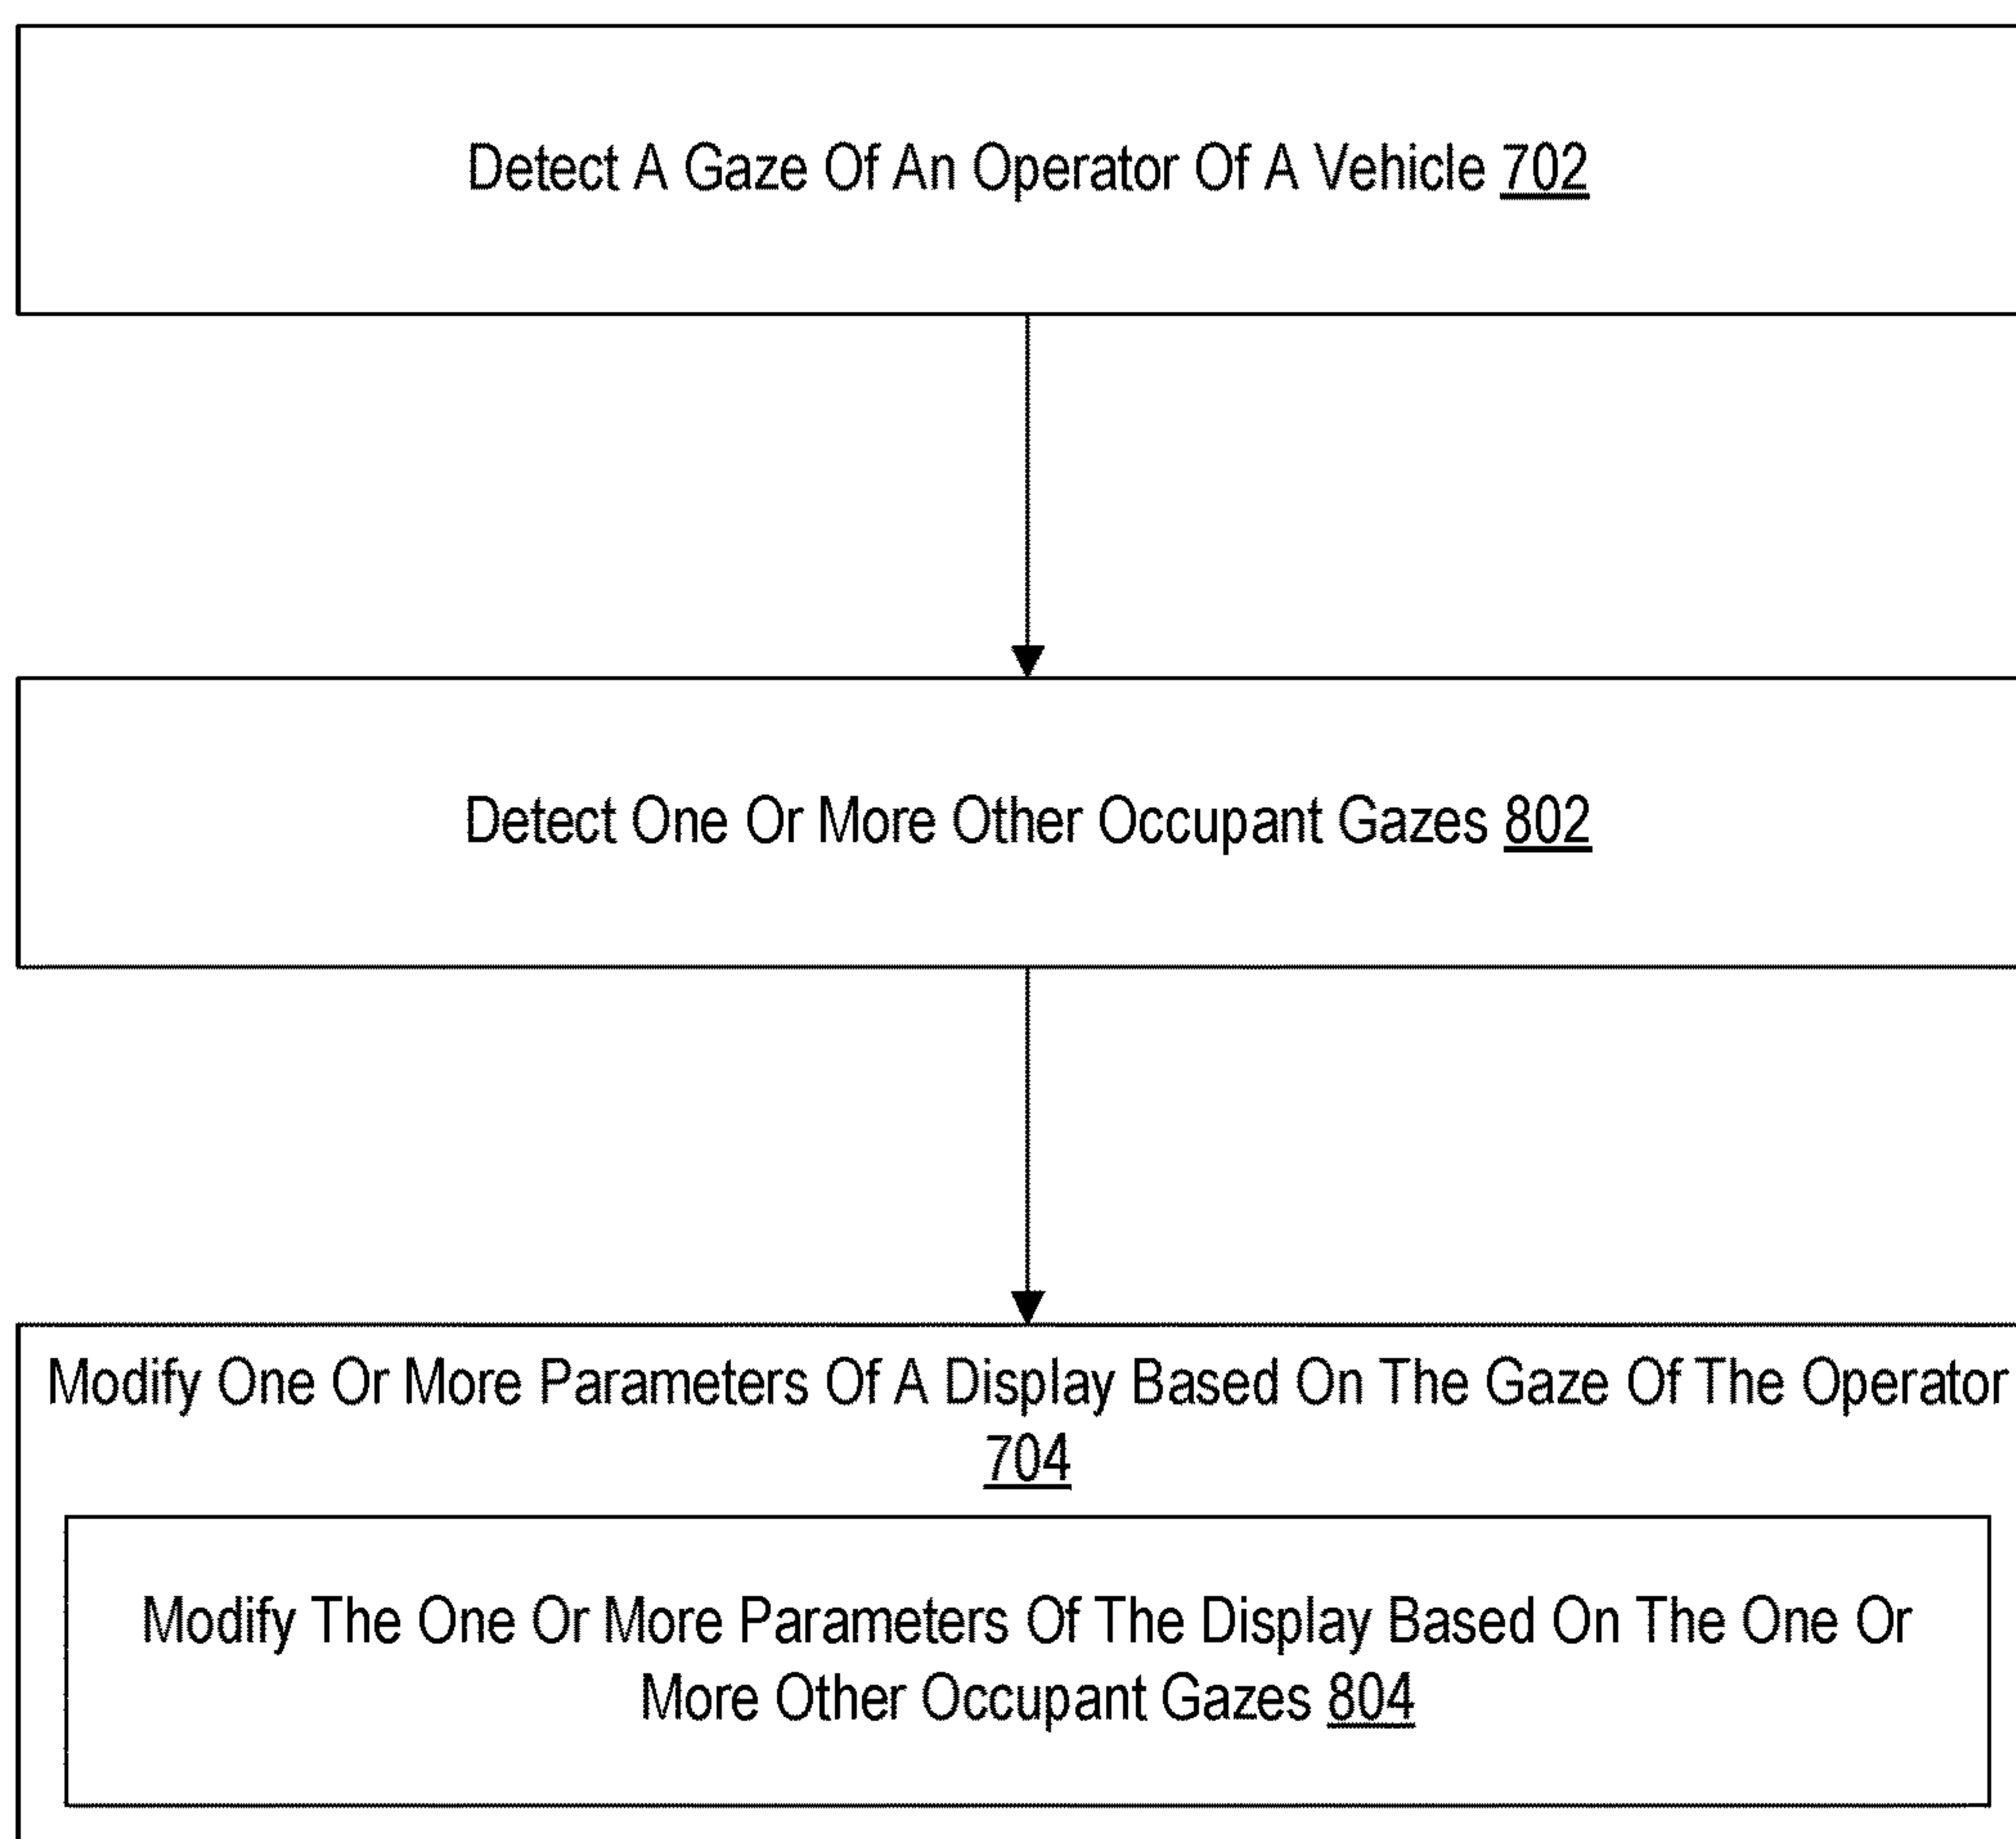 Detect A Gaze Of An Operator Of A Vehicle 702
Detect One Or More Other Occupant Gazes 802
Modify One Or More Parameters Of A Display Based On The Gaze Of The Operator
704
Modify The One Or More Parameters Of The Display Based On The One Or
More Other Occupant Gazes 804